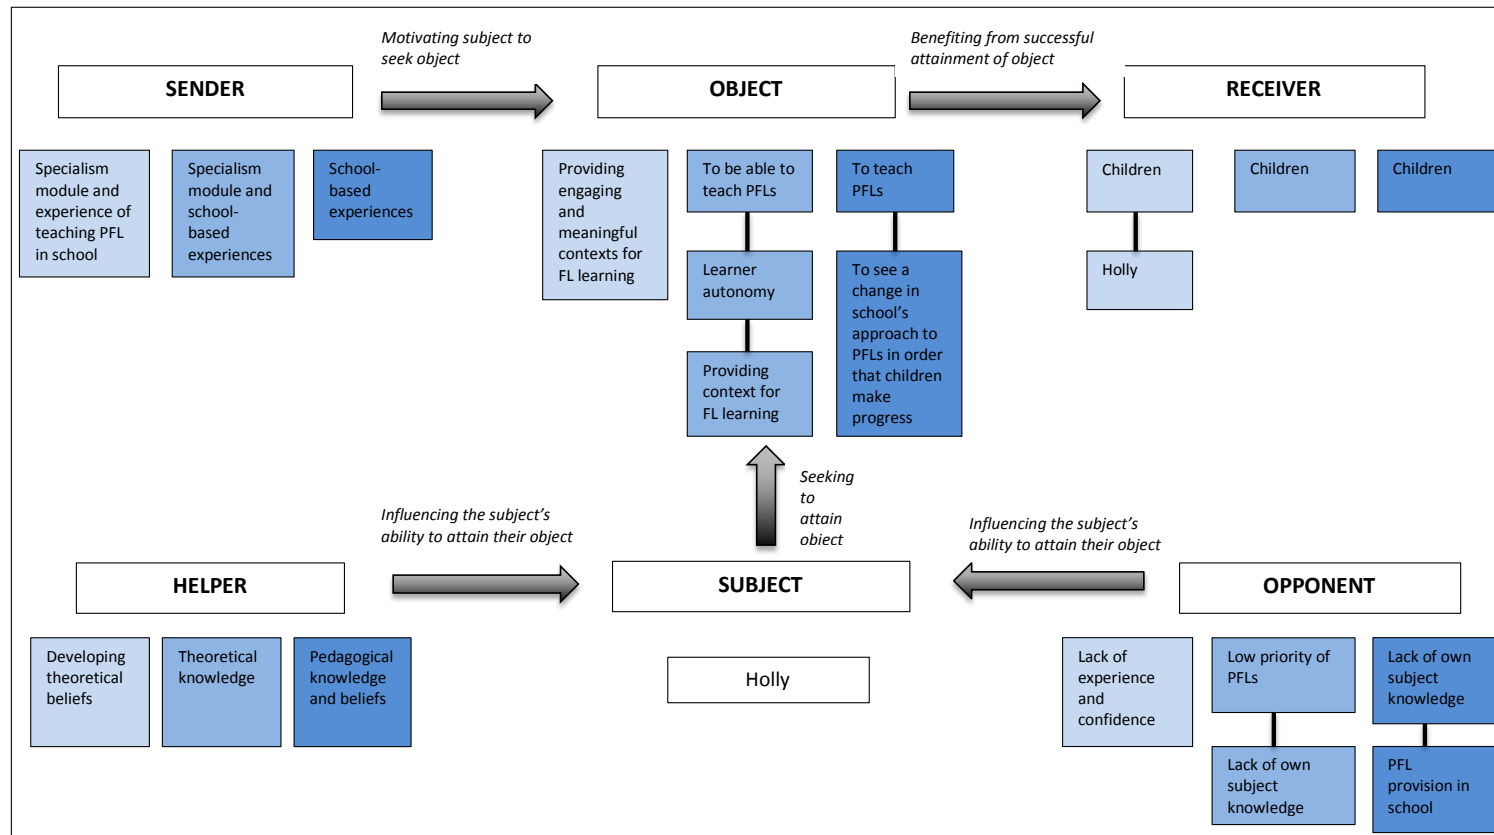 Motivating subject to
seek object
Benefiting from successful
attainment of object
SENDER
OBJECT
RECEIVER
Specialism
module and
experience of
teaching PFL
in school
Specialism
module and
school-
based
experiences
School-
based
experiences
Providing
engaging
and
meaningful
contexts for
FL learning
To be able to
teach PFLs
Learner
autonomy
Providing
context for
FL learning
To teach
PFLs
To see a
change in
school’s
approach to
PFLs in order
that children
make
progress
Children
Holly
Children
Children
Seeking
to
attain
object
Influencing the subject’s
ability to attain their object
Influencing the subject’s
ability to attain their object
HELPER
SUBJECT
OPPONENT
Developing
theoretical
beliefs
Theoretical
knowledge
Pedagogical
knowledge
and beliefs
Holly
Lack of
experience
and
confidence
Low priority of
PFLs
Lack of own
subject
knowledge
Lack of own
subject
knowledge
PFL
provision in
school